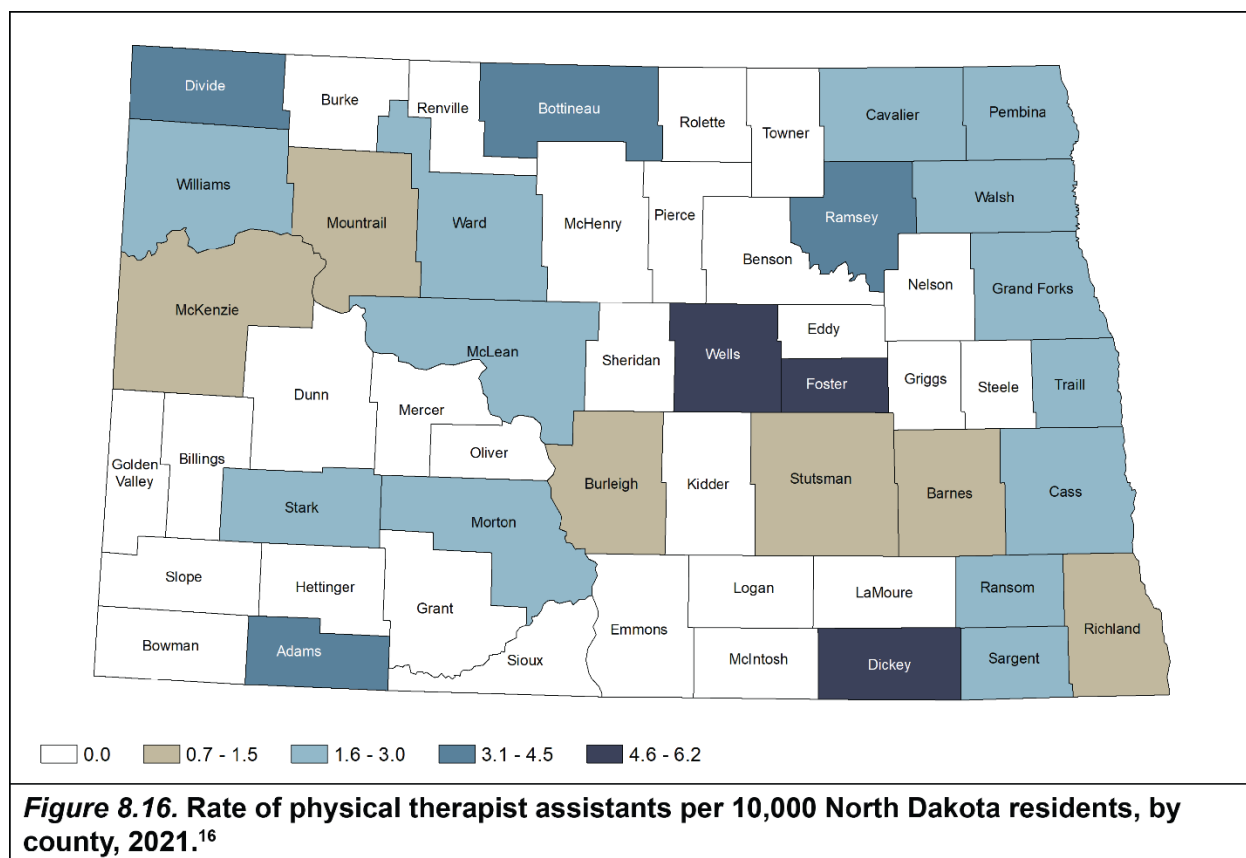 Divide
Burke
Renville
Bottineau
Rolette
Towner
Cavalier
Pembina
Williams
Mountrail
Ward
McHenry
Pierce
Benson
Ramsey
Walsh
Nelson
Grand Forks
McKenzie
Dunn
McLean
Mercer
Oliver
Sheridan
Wells
Eddy
Foster
Griggs
Steele
Traill
Golden
Valley
Billings
Stark
Morton
Burleigh
Kidder
Stutsman
Barnes
Cass
Slope
Hettinger
Grant
Bowman
Adams
Sioux
Emmons
Logan
LaMoure
McIntosh
Dickey
Ransom
Sargent
Richland
0.0 0.7 - 1.5 1.6 - 3.0 3.1 - 4.5 4.6 - 6.2
Figure 8.16. Rate of physical therapist assistants per 10,000 North Dakota residents, by
county, 2021.16